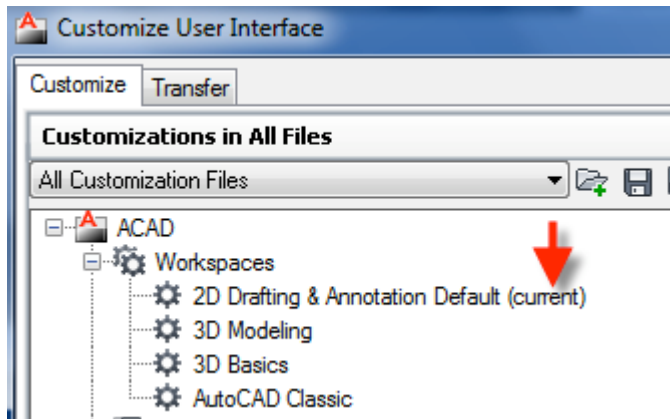 Customize User Interface
Customize Transfer
Customizations in All Files
All Customization Files
ACAD
Workspaces
2D Drafting & Annotation Default (current)
3D Modeling
3D Basics
AutoCAD Classic